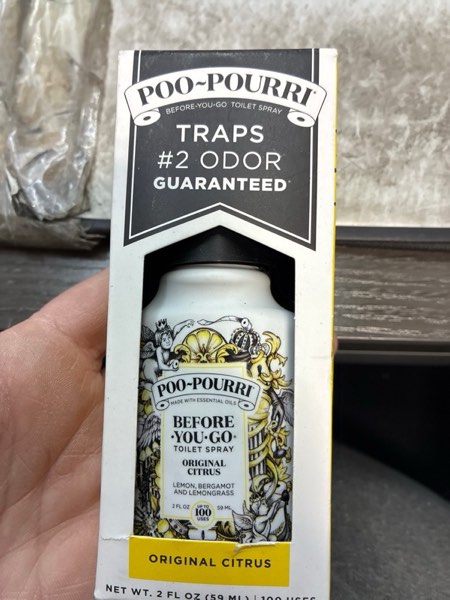 POO~POURRI
BEFORE-YOU-GO TOILET SPRAY
TRAPS
#2 ODOR
GUARANTEED
POO~POURRI
MADE WITH ESSENTIAL OILS
BEFORE
·YOU·GO®
TOILET SPRAY
ORIGINAL
CITRUS
LEMON, BERGAMOT
AND LEMONGRASS
2 FL OZ UP TO 100 USES 59 ML
ORIGINAL CITRUS
NET WT. 2 FL OZ (59 ML) | 100 USES